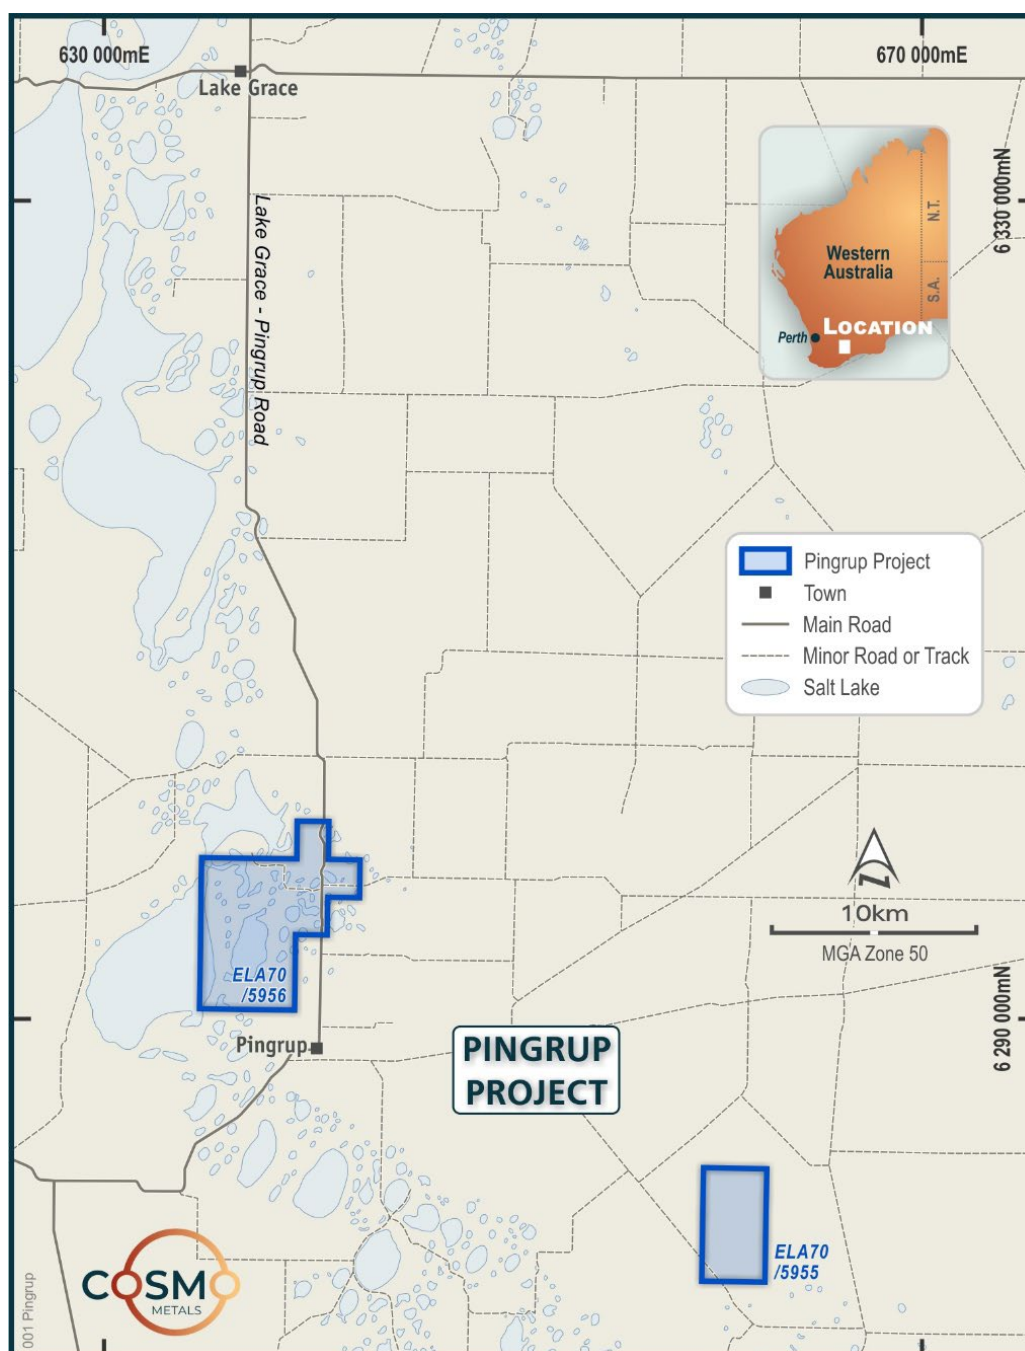 630 000mE
670 000mE
Lake Grace
6 330 000mN
Lake Grace - Pingrup Road
N.T.
Western
Australia
S.A.
LOCATION
Perth
Pingrup Project
Town
Main Road
Minor Road or Track
Salt Lake
N
10km
MGA Zone 50
ELA70
/5956
6 290 000mN
Pingrup
PINGRUP
PROJECT
ELA70
/5955
COSMO
METALS
001 Pingrup